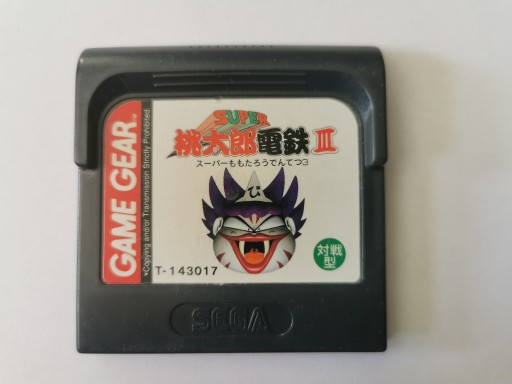 GAME GEAR
*Copying and/or Transmission Strictly Prohibited.
SUPER
桃太郎電鉄III
スーパーももたろうでんてつ3
び
対戦
型
T-143017
SEGA